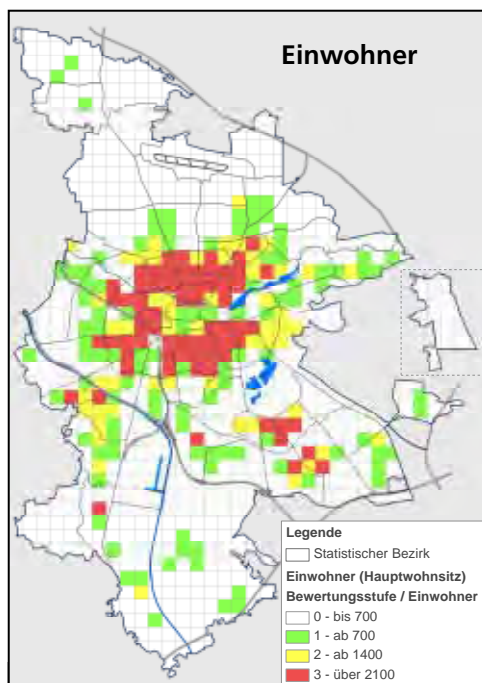 Einwohner
Legende
Statistischer Bezirk
Einwohner (Hauptwohnsitz)
Bewertungsstufe / Einwohner
0 - bis 700
1 - ab 700
2 - ab 1400
3 - über 2100